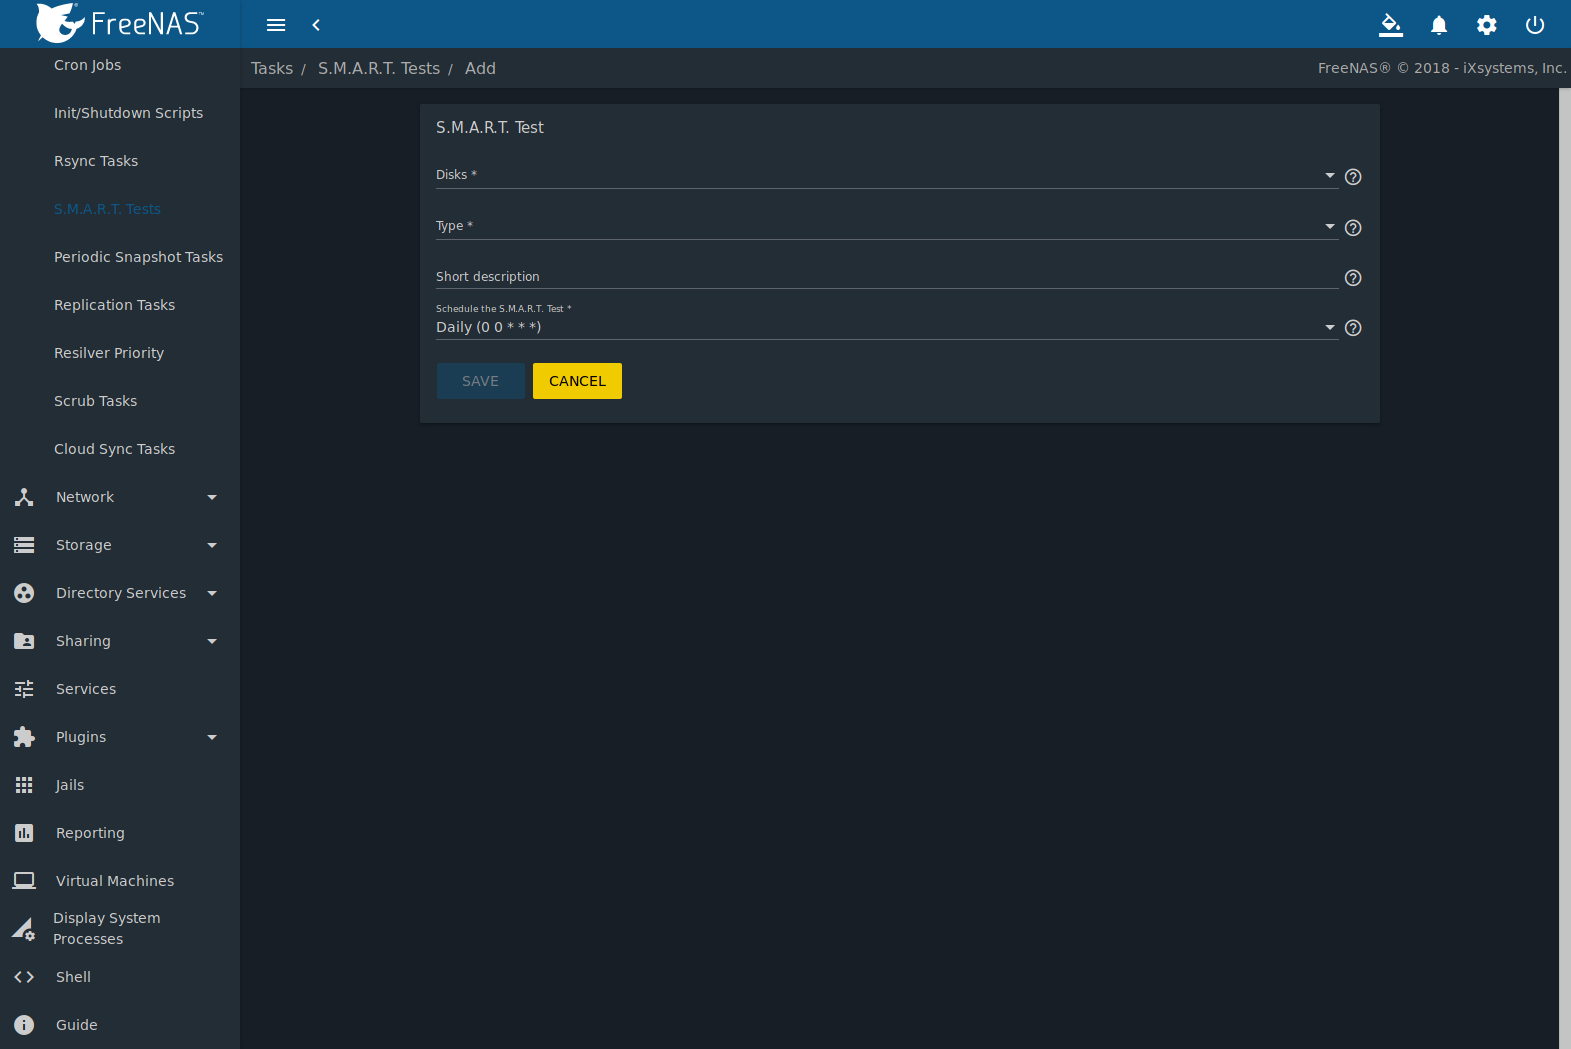 FreeNAS™
Tasks / S.M.A.R.T. Tests / Add
FreeNAS® © 2018 - iXsystems, Inc.
Cron Jobs
Init/Shutdown Scripts
Rsync Tasks
S.M.A.R.T. Tests
Periodic Snapshot Tasks
Replication Tasks
Resilver Priority
Scrub Tasks
Cloud Sync Tasks
Network
Storage
Directory Services
Sharing
Services
Plugins
Jails
Reporting
Virtual Machines
Display System
Processes
Shell
Guide
S.M.A.R.T. Test
Disks *
Type *
Short description
Schedule the S.M.A.R.T. Test *
Daily (0 0 * * *)
SAVE CANCEL